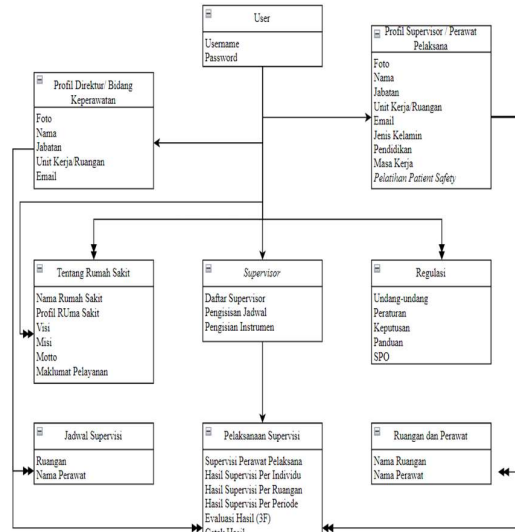 User
Username
Password
Profil Supervisor / Perawat
Pelaksana
Foto
Nama
Jabatan
Unit Kerja/Ruangan
Email
Jenis Kelamin
Pendidikan
Masa Kerja
Pelatihan Patient Safety
Profil Direktur/ Bidang
Keperawatan
Foto
Nama
Jabatan
Unit Kerja/Ruangan
Email
Tentang Rumah Sakit
Nama Rumah Sakit
Profil RUma Sakit
Visi
Misi
Motto
Maklumat Pelayanan
Supervisor
Daftar Supervisor
Pengisisan Jadwal
Pengisian Instrumen
Regulasi
Undang-undang
Peraturan
Keputusan
Panduan
SPO
Jadwal Supervisi
Ruangan
Nama Perawat
Pelaksanaan Supervisi
Supervisi Perawat Pelaksana
Hasil Supervisi Per Individu
Hasil Supervisi Per Ruangan
Hasil Supervisi Per Periode
Evaluasi Hasil (3F)
Cetak Hasil
Ruangan dan Perawat
Nama Ruangan
Nama Perawat